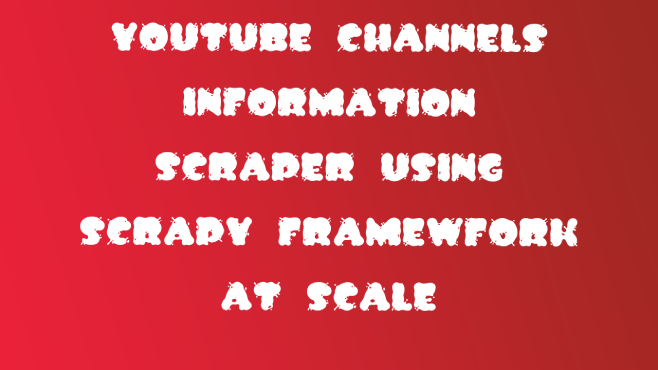 YOUTUBE CHANNELS
INFORMATION
SCRAPER USING
SCRAPY FRAMEWFORK
AT SCALE